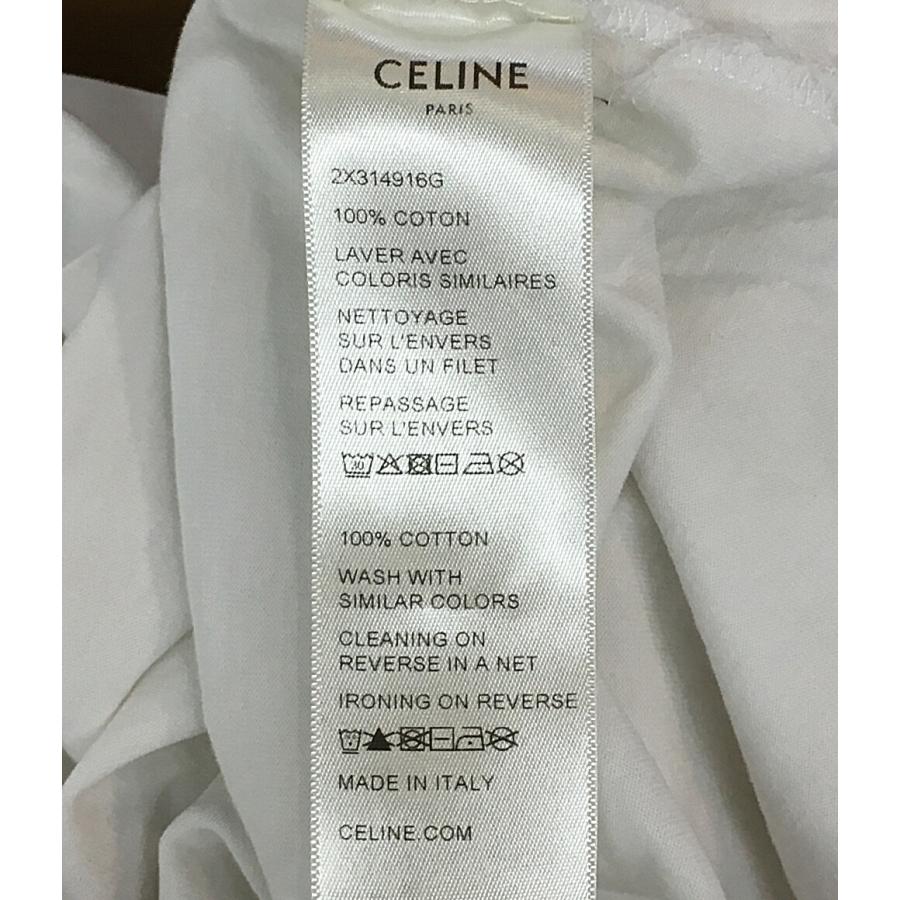 CELINE
PARIS
2X314916G
100% COTON
LAVER AVEC
COLORIS SIMILAIRES
NETTOYAGE
SUR L'ENVERS
DANS UN FILET
REPASSAGE
SUR L'ENVERS
30
100% COTTON
WASH WITH
SIMILAR COLORS
CLEANING ON
REVERSE IN A NET
IRONING ON REVERSE
MADE IN ITALY
CELINE.COM